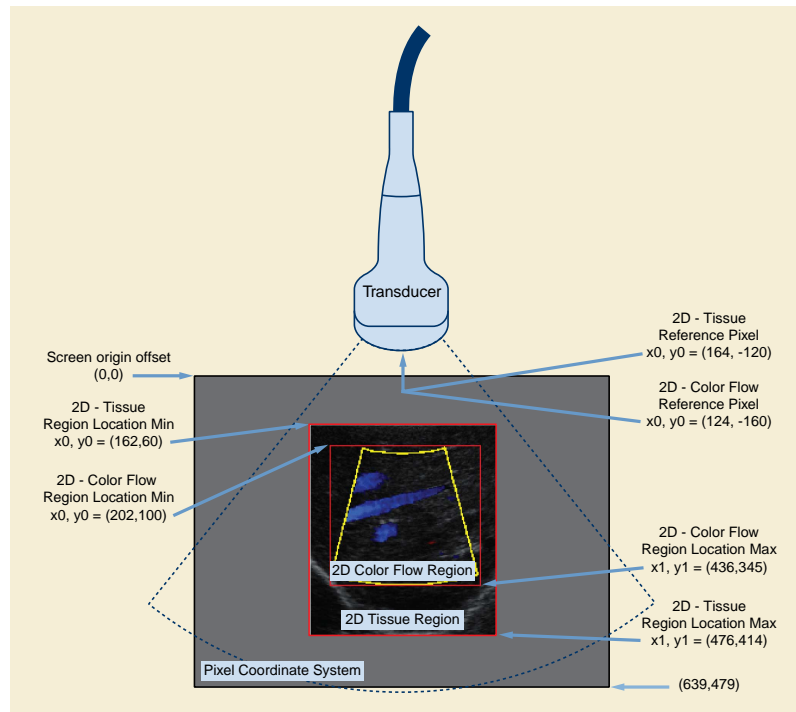 Transducer
2D - Tissue
Reference Pixel
x0, y0 = (164, -120)
Screen origin offset
(0,0)
2D - Color Flow
Reference Pixel
x0, y0 = (124, -160)
2D - Tissue
Region Location Min
x0, y0 = (162,60)
2D - Color Flow
Region Location Min
x0, y0 = (202,100)
2D - Color Flow
Region Location Max
x1, y1 = (436,345)
2D Color Flow Region
2D - Tissue
Region Location Max
x1, y1 = (476,414)
2D Tissue Region
Pixel Coordinate System
(639,479)